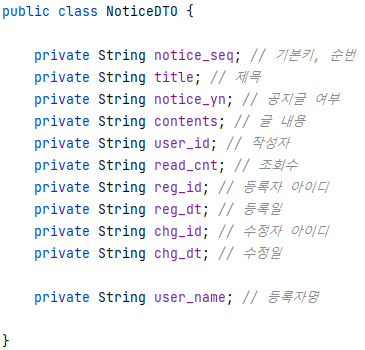 public class NoticeDTO {
private String notice_seq; // 기본키, 순번
private String title; // 제목
private String notice_yn; // 공지글 여부
private String contents; // 글 내용
private String user_id; // 작성자
private String read_cnt; // 조회수
private String reg_id; // 등록자 아이디
private String reg_dt; // 등록일
private String chg_id; // 수정자 아이디
private String chg_dt; // 수정일
private String user_name; // 등록자명
}